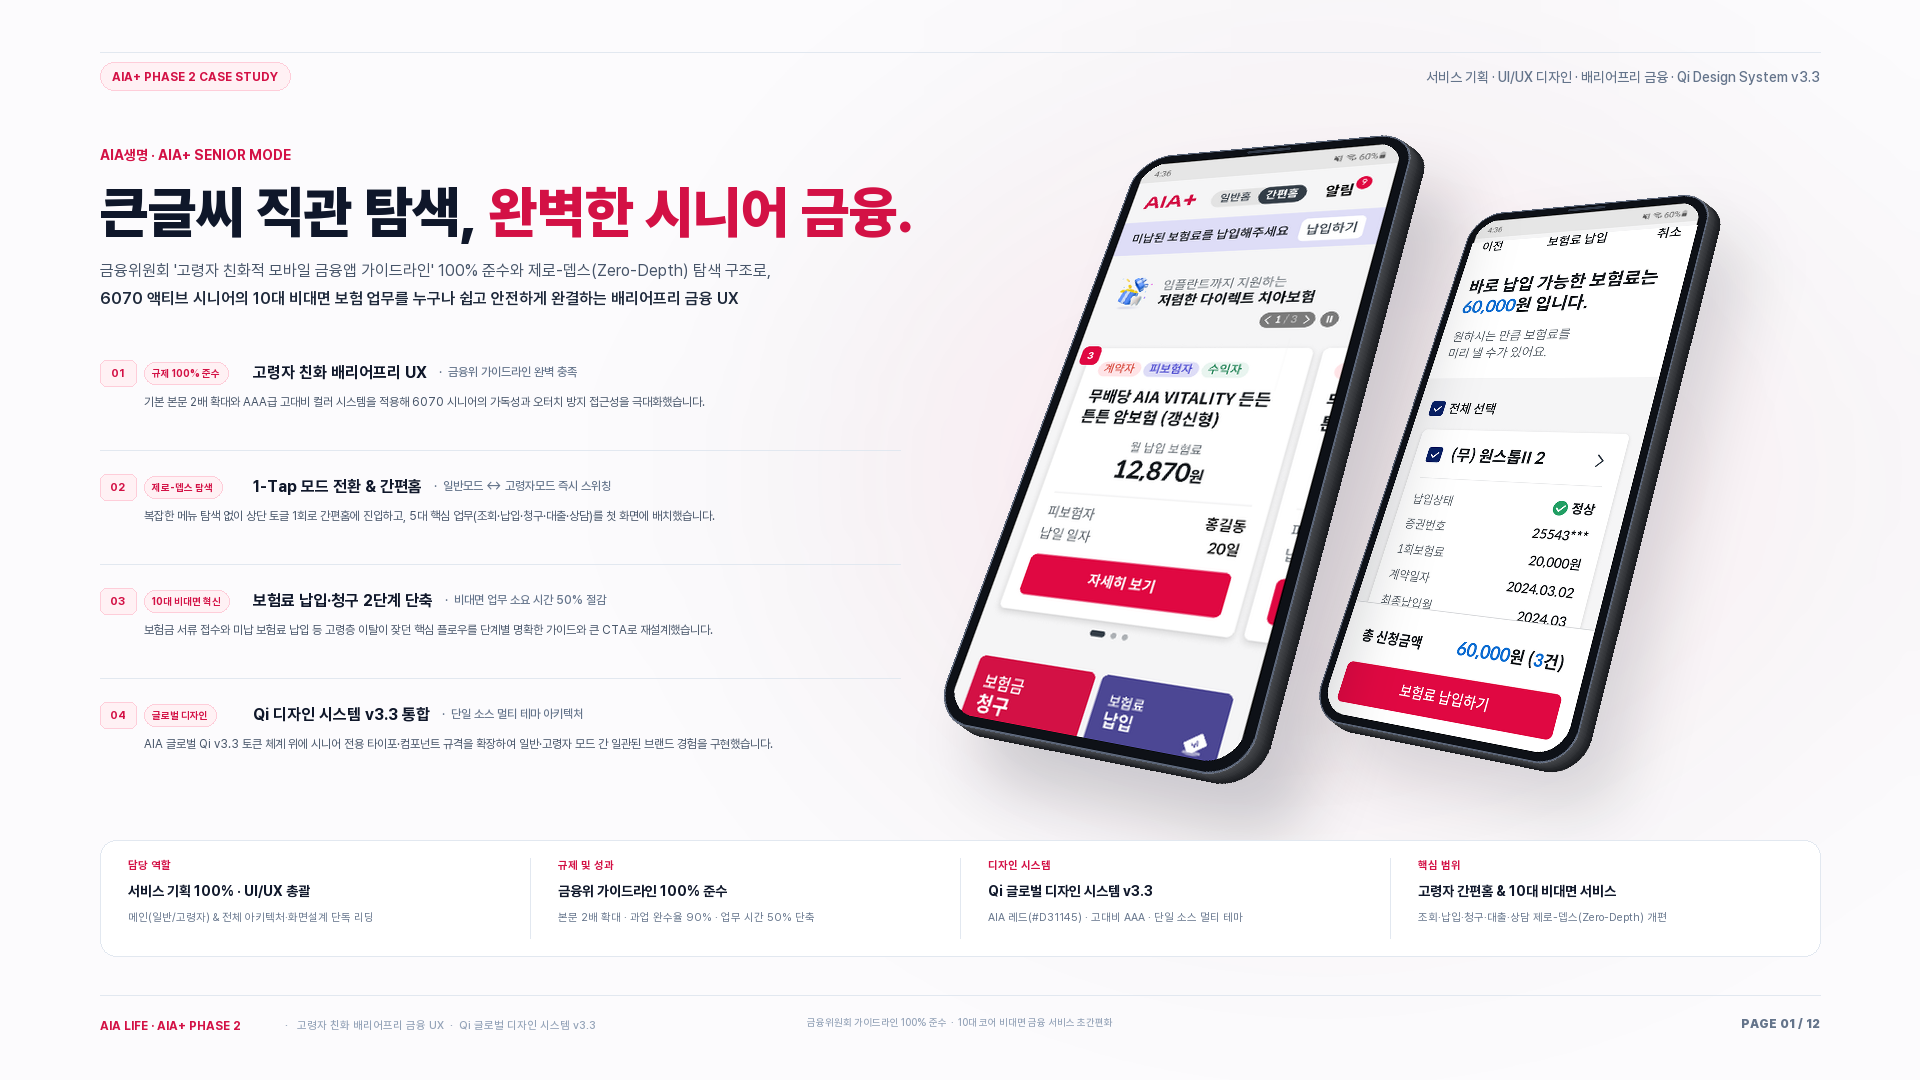 AIA+ PHASE 2 CASE STUDY
서비스 기획 · UI/UX 디자인 · 배리어프리 금융 · Qi Design System v3.3
AIA생명 · AIA+ SENIOR MODE
큰글씨 직관 탐색, 완벽한 시니어 금융.
금융위원회 '고령자 친화적 모바일 금융앱 가이드라인' 100% 준수와 제로-뎁스(Zero-Depth) 탐색 구조로,
6070 액티브 시니어의 10대 비대면 보험 업무를 누구나 쉽고 안전하게 완결하는 배리어프리 금융 UX
01 규제 100% 준수 고령자 친화 배리어프리 UX · 금융위 가이드라인 완벽 충족
기본 본문 2배 확대와 AAA급 고대비 컬러 시스템을 적용해 6070 시니어의 가독성과 오터치 방지 접근성을 극대화했습니다.
02 제로-뎁스 탐색 1-Tap 모드 전환 & 간편홈 · 일반모드 ↔ 고령자모드 즉시 스위칭
복잡한 메뉴 탐색 없이 상단 토글 1회로 간편홈에 진입하고, 5대 핵심 업무(조회·납입·청구·대출·상담)를 첫 화면에 배치했습니다.
03 10대 비대면 혁신 보험료 납입·청구 2단계 단축 · 비대면 업무 소요 시간 50% 절감
보험금 서류 접수와 미납 보험료 납입 등 고령층 이탈이 잦던 핵심 플로우를 단계별 명확한 가이드와 큰 CTA로 재설계했습니다.
04 글로벌 디자인 Qi 디자인 시스템 v3.3 통합 · 단일 소스 멀티 테마 아키텍처
AIA 글로벌 Qi v3.3 토큰 체계 위에 시니어 전용 타이포·컴포넌트 규격을 확장하여 일반·고령자 모드 간 일관된 브랜드 경험을 구현했습니다.
4:36 60%
AIA+ 일반홈 간편홈 알림 9
미납된 보험료를 납입해주세요 납입하기
임플란트까지 지원하는
저렴한 다이렉트 치아보험
1 / 3
3
계약자 피보험자 수익자
무배당 AIA VITALITY 든든
튼튼 암보험 (갱신형)
월 납입 보험료
12,870원
피보험자 홍길동
납일 일자 20일
자세히 보기
보험금
청구
보험료
납입
4:36 60%
이전 보험료 납입 취소
바로 납입 가능한 보험료는
60,000원 입니다.
원하시는 만큼 보험료를
미리 낼 수가 있어요.
전체 선택
(무) 원스톱II 2
납입상태 정상
증권번호 25543***
1회보험료 20,000원
계약일자 2024.03.02
최종납입월 2024.03
총 신청금액 60,000원 (3건)
보험료 납입하기
담당 역할
서비스 기획 100% · UI/UX 총괄
메인(일반/고령자) & 전체 아키텍처·화면설계 단독 리딩
규제 및 성과
금융위 가이드라인 100% 준수
본문 2배 확대 · 과업 완수율 90% · 업무 시간 50% 단축
디자인 시스템
Qi 글로벌 디자인 시스템 v3.3
AIA 레드(#D31145) · 고대비 AAA · 단일 소스 멀티 테마
핵심 범위
고령자 간편홈 & 10대 비대면 서비스
조회·납입·청구·대출·상담 제로-뎁스(Zero-Depth) 개편
AIA LIFE · AIA+ PHASE 2 · 고령자 친화 배리어프리 금융 UX · Qi 글로벌 디자인 시스템 v3.3
금융위원회 가이드라인 100% 준수 · 10대 코어 비대면 금융 서비스 초간편화
PAGE 01 / 12